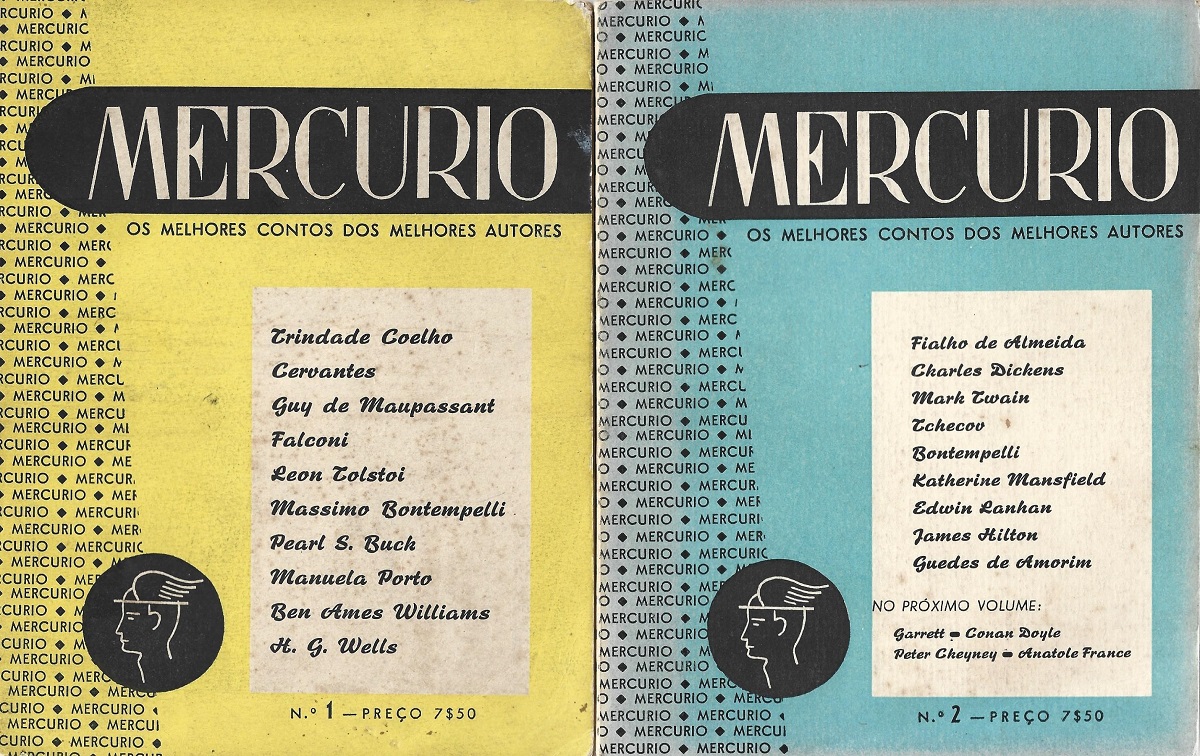 MERCURIO
OS MELHORES CONTOS DOS MELHORES AUTORES
Trindade Coelho
Cervantes
Guy de Maupassant
Falconi
Leon Tolstoi
Massimo Bontempelli
Pearl S. Buck
Manuela Porto
Ben Ames Williams
H. G. Wells
N.º 1 — PREÇO 7$50
MERCURIO
OS MELHORES CONTOS DOS MELHORES AUTORES
Fialho de Almeida
Charles Dickens
Mark Twain
Tchecov
Bontempelli
Katherine Mansfield
Edwin Lanhan
James Hilton
Guedes de Amorim
NO PRÓXIMO VOLUME:
Garrett - Conan Doyle
Peter Cheyney - Anatole France
N.º 2 — PREÇO 7$50